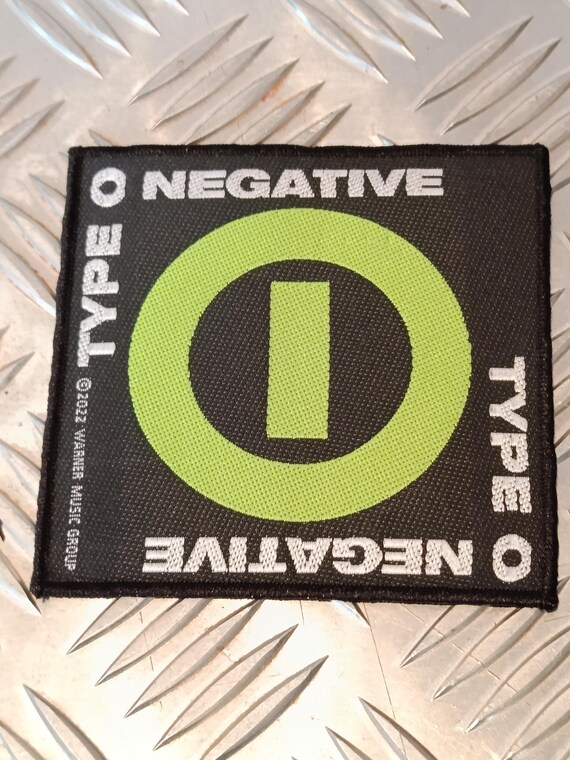 TYPE O NEGATIVE
TYPE O NEGATIVE
©2022 WARNER MUSIC GROUP